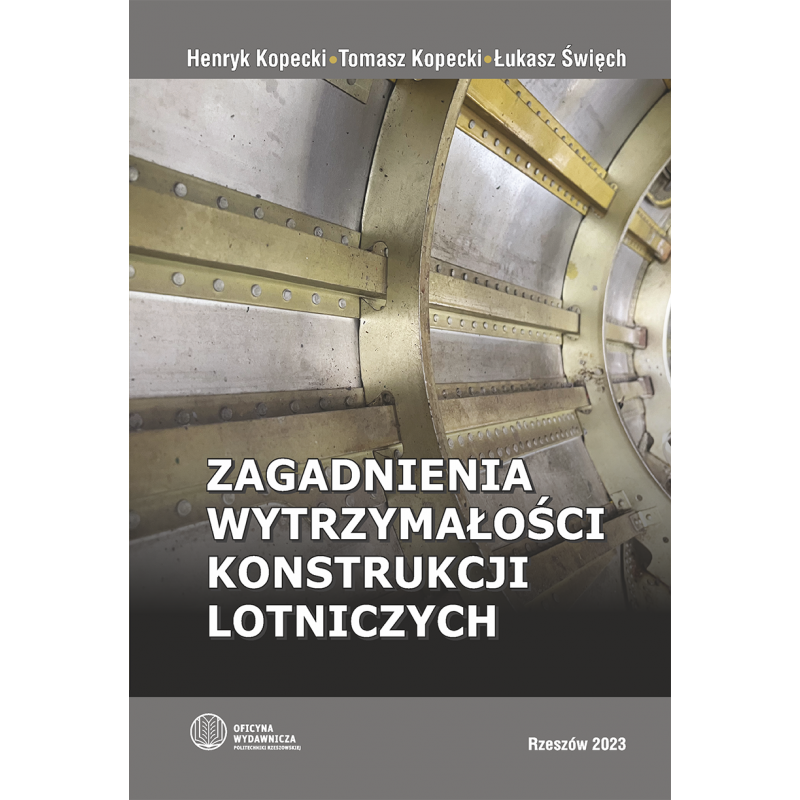 Henryk Kopecki • Tomasz Kopecki • Łukasz Święch
ZAGADNIENIA
WYTRZYMAŁOŚCI
KONSTRUKCJI
LOTNICZYCH
OFICYNA
WYDAWNICZA
POLITECHNIKI RZESZOWSKIEJ
Rzeszów 2023